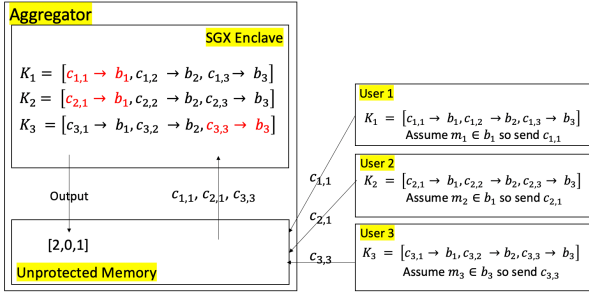 Aggregator
SGX Enclave
K₁ = [c₁,₁ → b₁, c₁,₂ → b₂, c₁,₃ → b₃]
K₂ = [c₂,₁ → b₁, c₂,₂ → b₂, c₂,₃ → b₃]
K₃ = [c₃,₁ → b₁, c₃,₂ → b₂, c₃,₃ → b₃]
Output
c₁,₁, c₂,₁, c₃,₃
[2,0,1]
Unprotected Memory
c₁,₁
c₂,₁
c₃,₃
User 1
K₁ = [c₁,₁ → b₁, c₁,₂ → b₂, c₁,₃ → b₃]
Assume m₁ ∈ b₁ so send c₁,₁
User 2
K₂ = [c₂,₁ → b₁, c₂,₂ → b₂, c₂,₃ → b₃]
Assume m₂ ∈ b₁ so send c₂,₁
User 3
K₃ = [c₃,₁ → b₁, c₃,₂ → b₂, c₃,₃ → b₃]
Assume m₃ ∈ b₃ so send c₃,₃